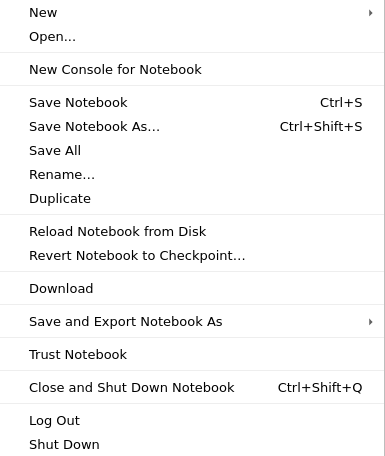 New
Open…
New Console for Notebook
Save Notebook Ctrl+S
Save Notebook As… Ctrl+Shift+S
Save All
Rename…
Duplicate
Reload Notebook from Disk
Revert Notebook to Checkpoint…
Download
Save and Export Notebook As
Trust Notebook
Close and Shut Down Notebook Ctrl+Shift+Q
Log Out
Shut Down